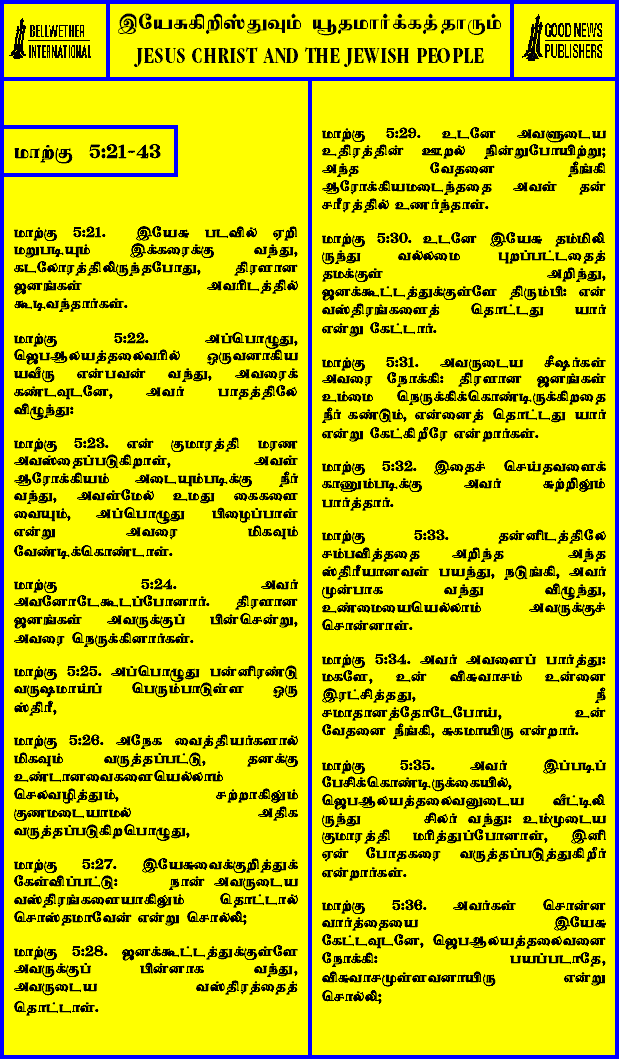 BELLWETHER
INTERNATIONAL
இயேசுகிறிஸ்துவும் யூதமார்க்கத்தாரும்
JESUS CHRIST AND THE JEWISH PEOPLE
GOOD NEWS
PUBLISHERS
மாற்கு 5:21-43
மாற்கு 5:21. இயேசு படவில் ஏறி
மறுபடியும் இக்கரைக்கு வந்து,
கடலோரத்திலிருந்தபோது, திரளான
ஜனங்கள் அவரிடத்தில்
கூடிவந்தார்கள்.
மாற்கு 5:22. அப்பொழுது,
ஜெபஆலயத்தலைவரில் ஒருவனாகிய
யவீரு என்பவன் வந்து, அவரைக்
கண்டவுடனே, அவர் பாதத்திலே
விழுந்து:
மாற்கு 5:23. என் குமாரத்தி மரண
அவஸ்தைப்படுகிறாள், அவள்
ஆரோக்கியம் அடையும்படிக்கு நீர்
வந்து, அவள்மேல் உமது கைகளை
வையும், அப்பொழுது பிழைப்பாள்
என்று அவரை மிகவும்
வேண்டிக்கொண்டாள்.
மாற்கு 5:24. அவர்
அவனோடேகூடப்போனார். திரளான
ஜனங்கள் அவருக்குப் பின்சென்று,
அவரை நெருக்கினார்கள்.
மாற்கு 5:25. அப்பொழுது பன்னிரண்டு
வருஷமாய்ப் பெரும்பாடுள்ள ஒரு
ஸ்திரீ,
மாற்கு 5:26. அநேக வைத்தியர்களால்
மிகவும் வருத்தப்பட்டு, தனக்கு
உண்டானவைகளையெல்லாம்
செலவழித்தும், சற்றாகிலும்
குணமடையாமல் அதிக
வருத்தப்படுகிறபொழுது,
மாற்கு 5:27. இயேசுவைக்குறித்துக்
கேள்விப்பட்டு: நான் அவருடைய
வஸ்திரங்களையாகிலும் தொட்டால்
சொஸ்தமாவேன் என்று சொல்லி;
மாற்கு 5:28. ஜனக்கூட்டத்துக்குள்ளே
அவருக்குப் பின்னாக வந்து,
அவருடைய வஸ்திரத்தைத்
தொட்டாள்.
மாற்கு 5:29. உடனே அவளுடைய
உதிரத்தின் ஊறல் நின்றுபோயிற்று;
அந்த வேதனை நீங்கி
ஆரோக்கியமடைந்ததை அவள் தன்
சரீரத்தில் உணர்ந்தாள்.
மாற்கு 5:30. உடனே இயேசு தம்மிலி
ருந்து வல்லமை புறப்பட்டதைத்
தமக்குள் அறிந்து,
ஜனக்கூட்டத்துக்குள்ளே திரும்பி: என்
வஸ்திரங்களைத் தொட்டது யார்
என்று கேட்டார்.
மாற்கு 5:31. அவருடைய சீஷர்கள்
அவரை நோக்கி: திரளான ஜனங்கள்
உம்மை நெருக்கிக்கொண்டிருக்கிறதை
நீர் கண்டும், என்னைத் தொட்டது யார்
என்று கேட்கிறீரே என்றார்கள்.
மாற்கு 5:32. இதைச் செய்தவளைக்
காணும்படிக்கு அவர் சுற்றிலும்
பார்த்தார்.
மாற்கு 5:33. தன்னிடத்திலே
சம்பவித்ததை அறிந்த அந்த
ஸ்திரீயானவள் பயந்து, நடுங்கி, அவர்
முன்பாக வந்து விழுந்து,
உண்மையையெல்லாம் அவருக்குச்
சொன்னாள்.
மாற்கு 5:34. அவர் அவளைப் பார்த்து:
மகளே, உன் விசுவாசம் உன்னை
இரட்சித்தது, நீ
சமாதானத்தோடேபோய், உன்
வேதனை நீங்கி, சுகமாயிரு என்றார்.
மாற்கு 5:35. அவர் இப்படிப்
பேசிக்கொண்டிருக்கையில்,
ஜெபஆலயத்தலைவனுடைய வீட்டிலி
ருந்து சிலர் வந்து: உம்முடைய
குமாரத்தி மரித்துப்போனாள், இனி
ஏன் போதகரை வருத்தப்படுத்துகிறீர்
என்றார்கள்.
மாற்கு 5:36. அவர்கள் சொன்ன
வார்த்தையை இயேசு
கேட்டவுடனே, ஜெபஆலயத்தலைவனை
நோக்கி: பயப்படாதே,
விசுவாசமுள்ளவனாயிரு என்று
சொல்லி;